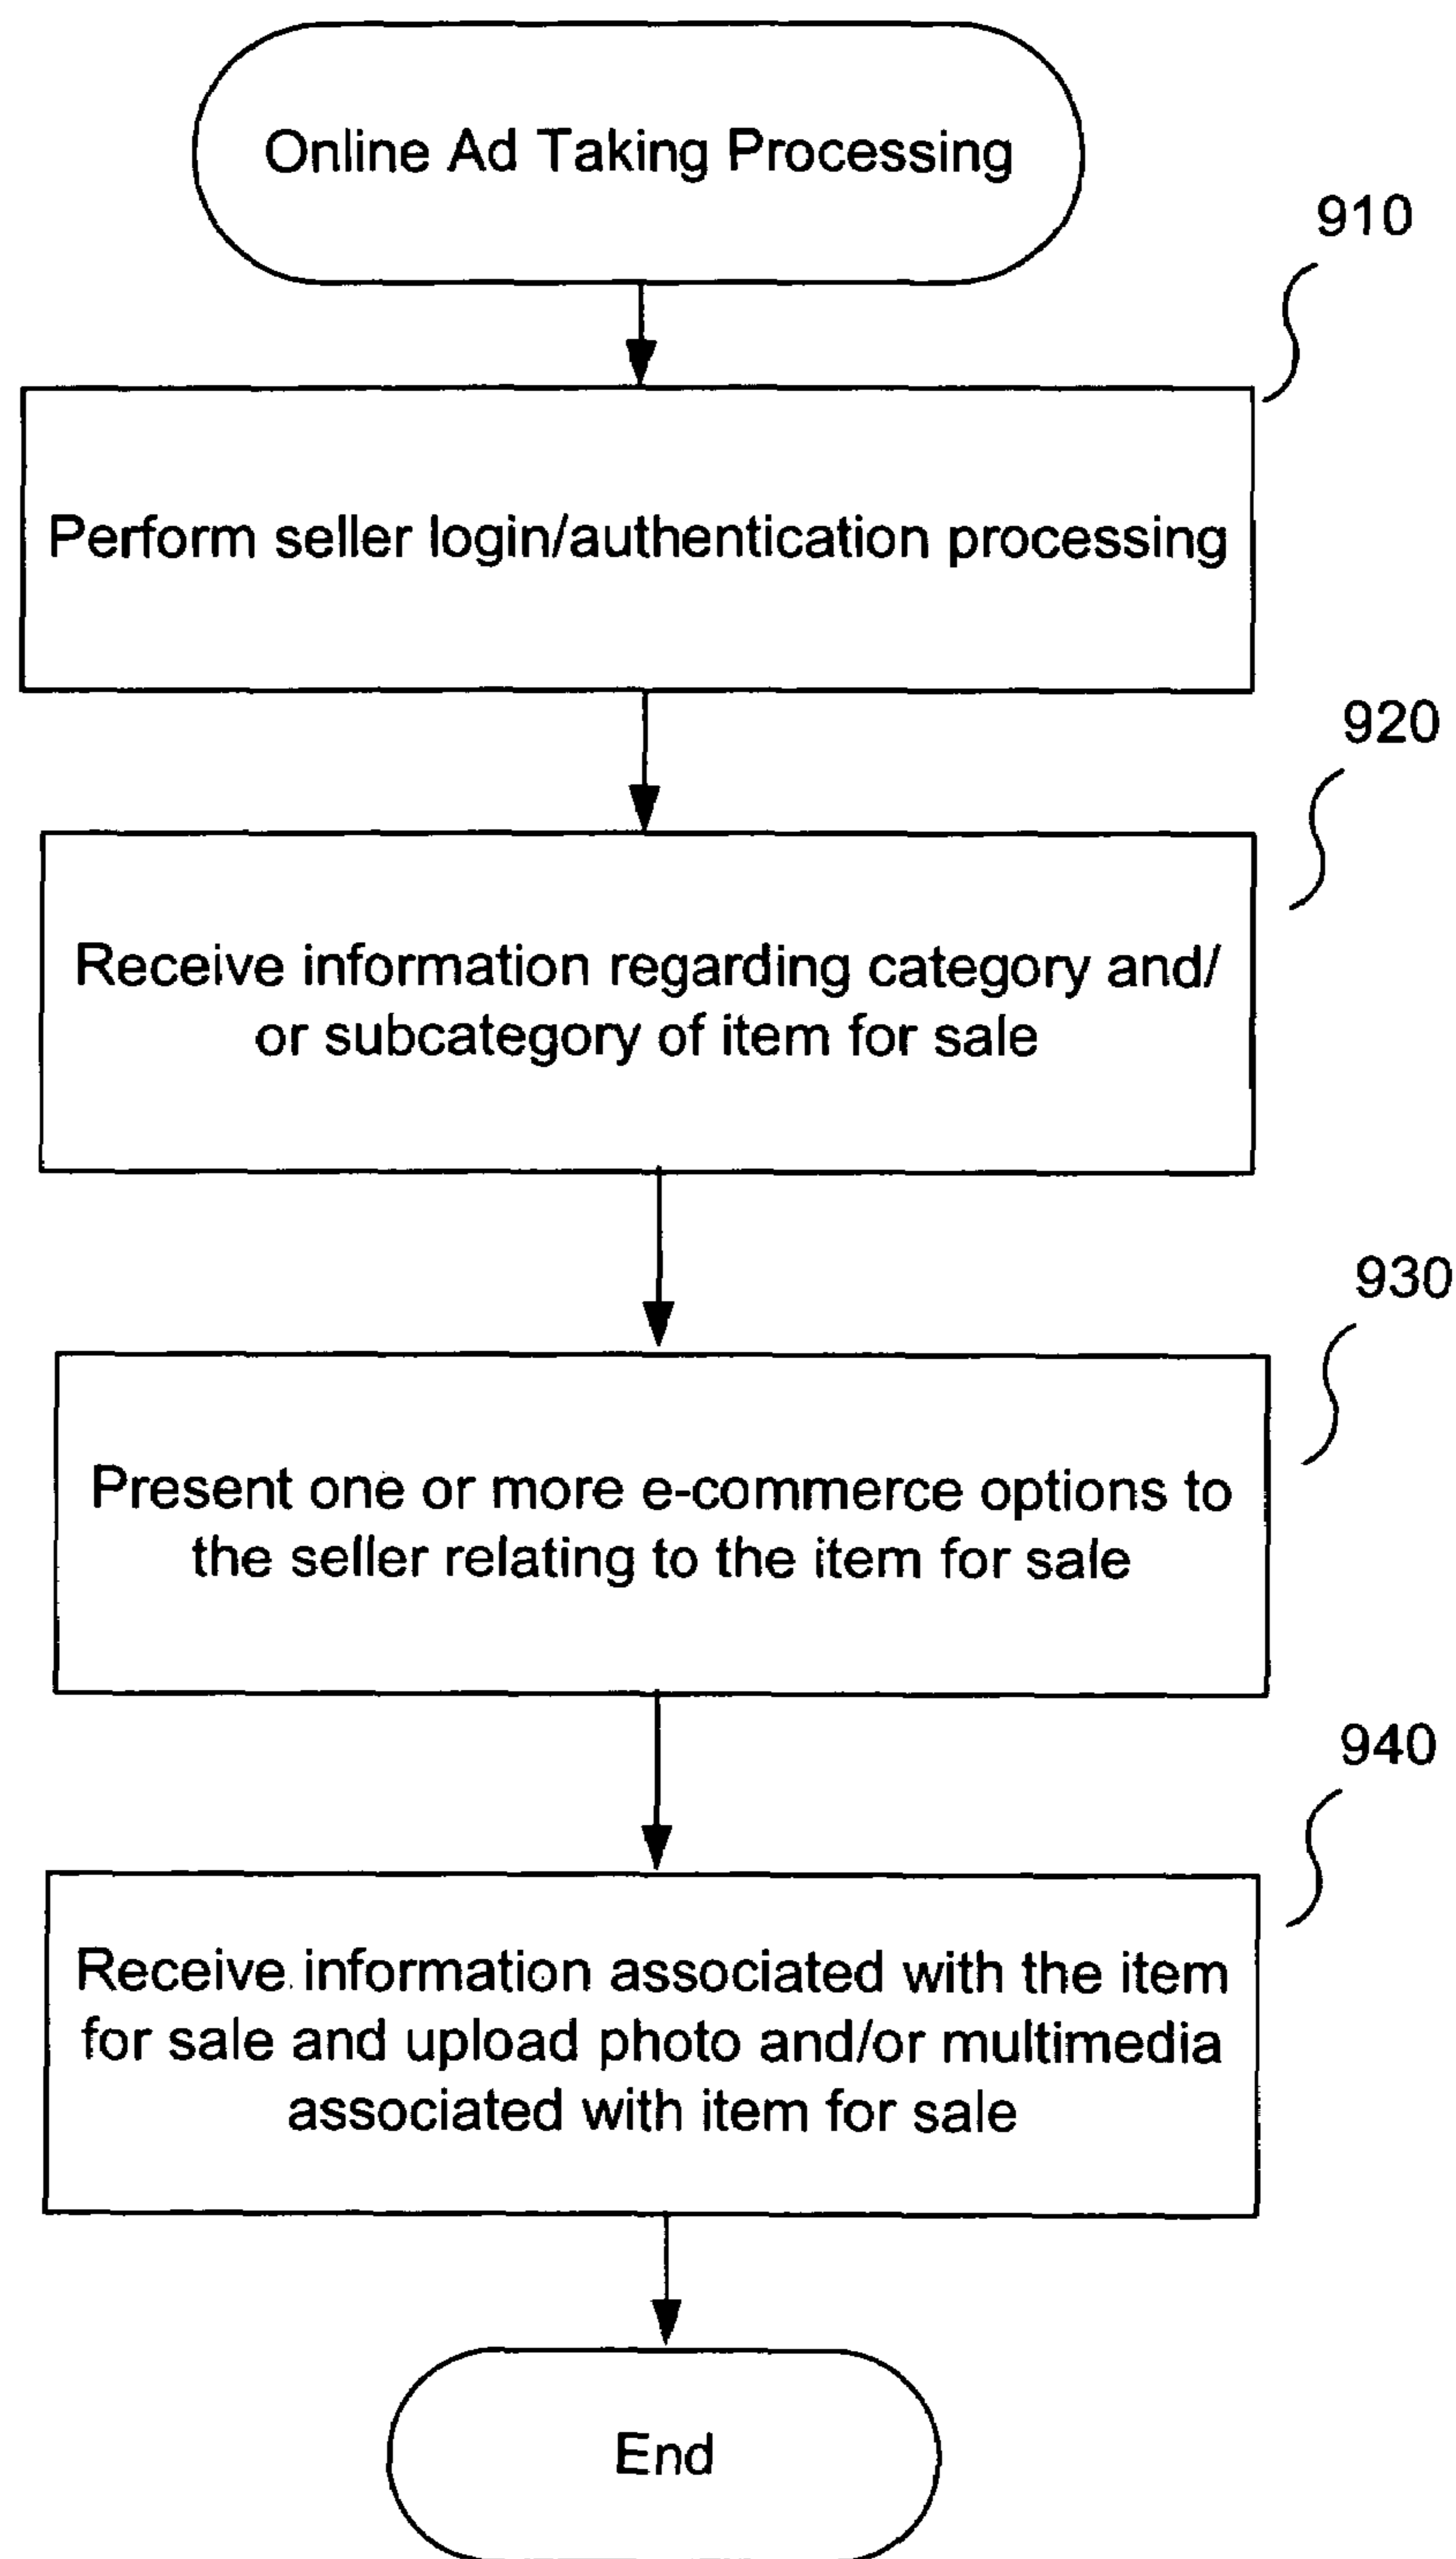 Online Ad Taking Processing
910
Perform seller login/authentication processing
920
Receive information regarding category and/
or subcategory of item for sale
930
Present one or more e-commerce options to
the seller relating to the item for sale
940
Receive information associated with the item
for sale and upload photo and/or multimedia
associated with item for sale
End